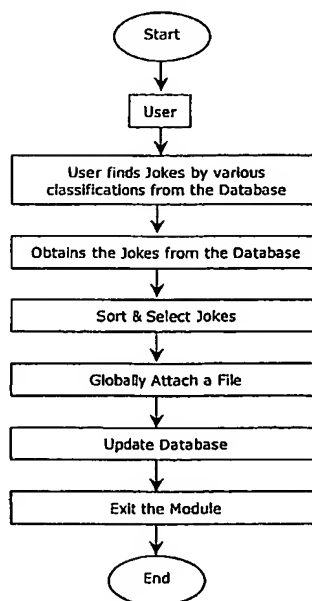 Start
User
User finds Jokes by various
classifications from the Database
Obtains the Jokes from the Database
Sort & Select Jokes
Globally Attach a File
Update Database
Exit the Module
End